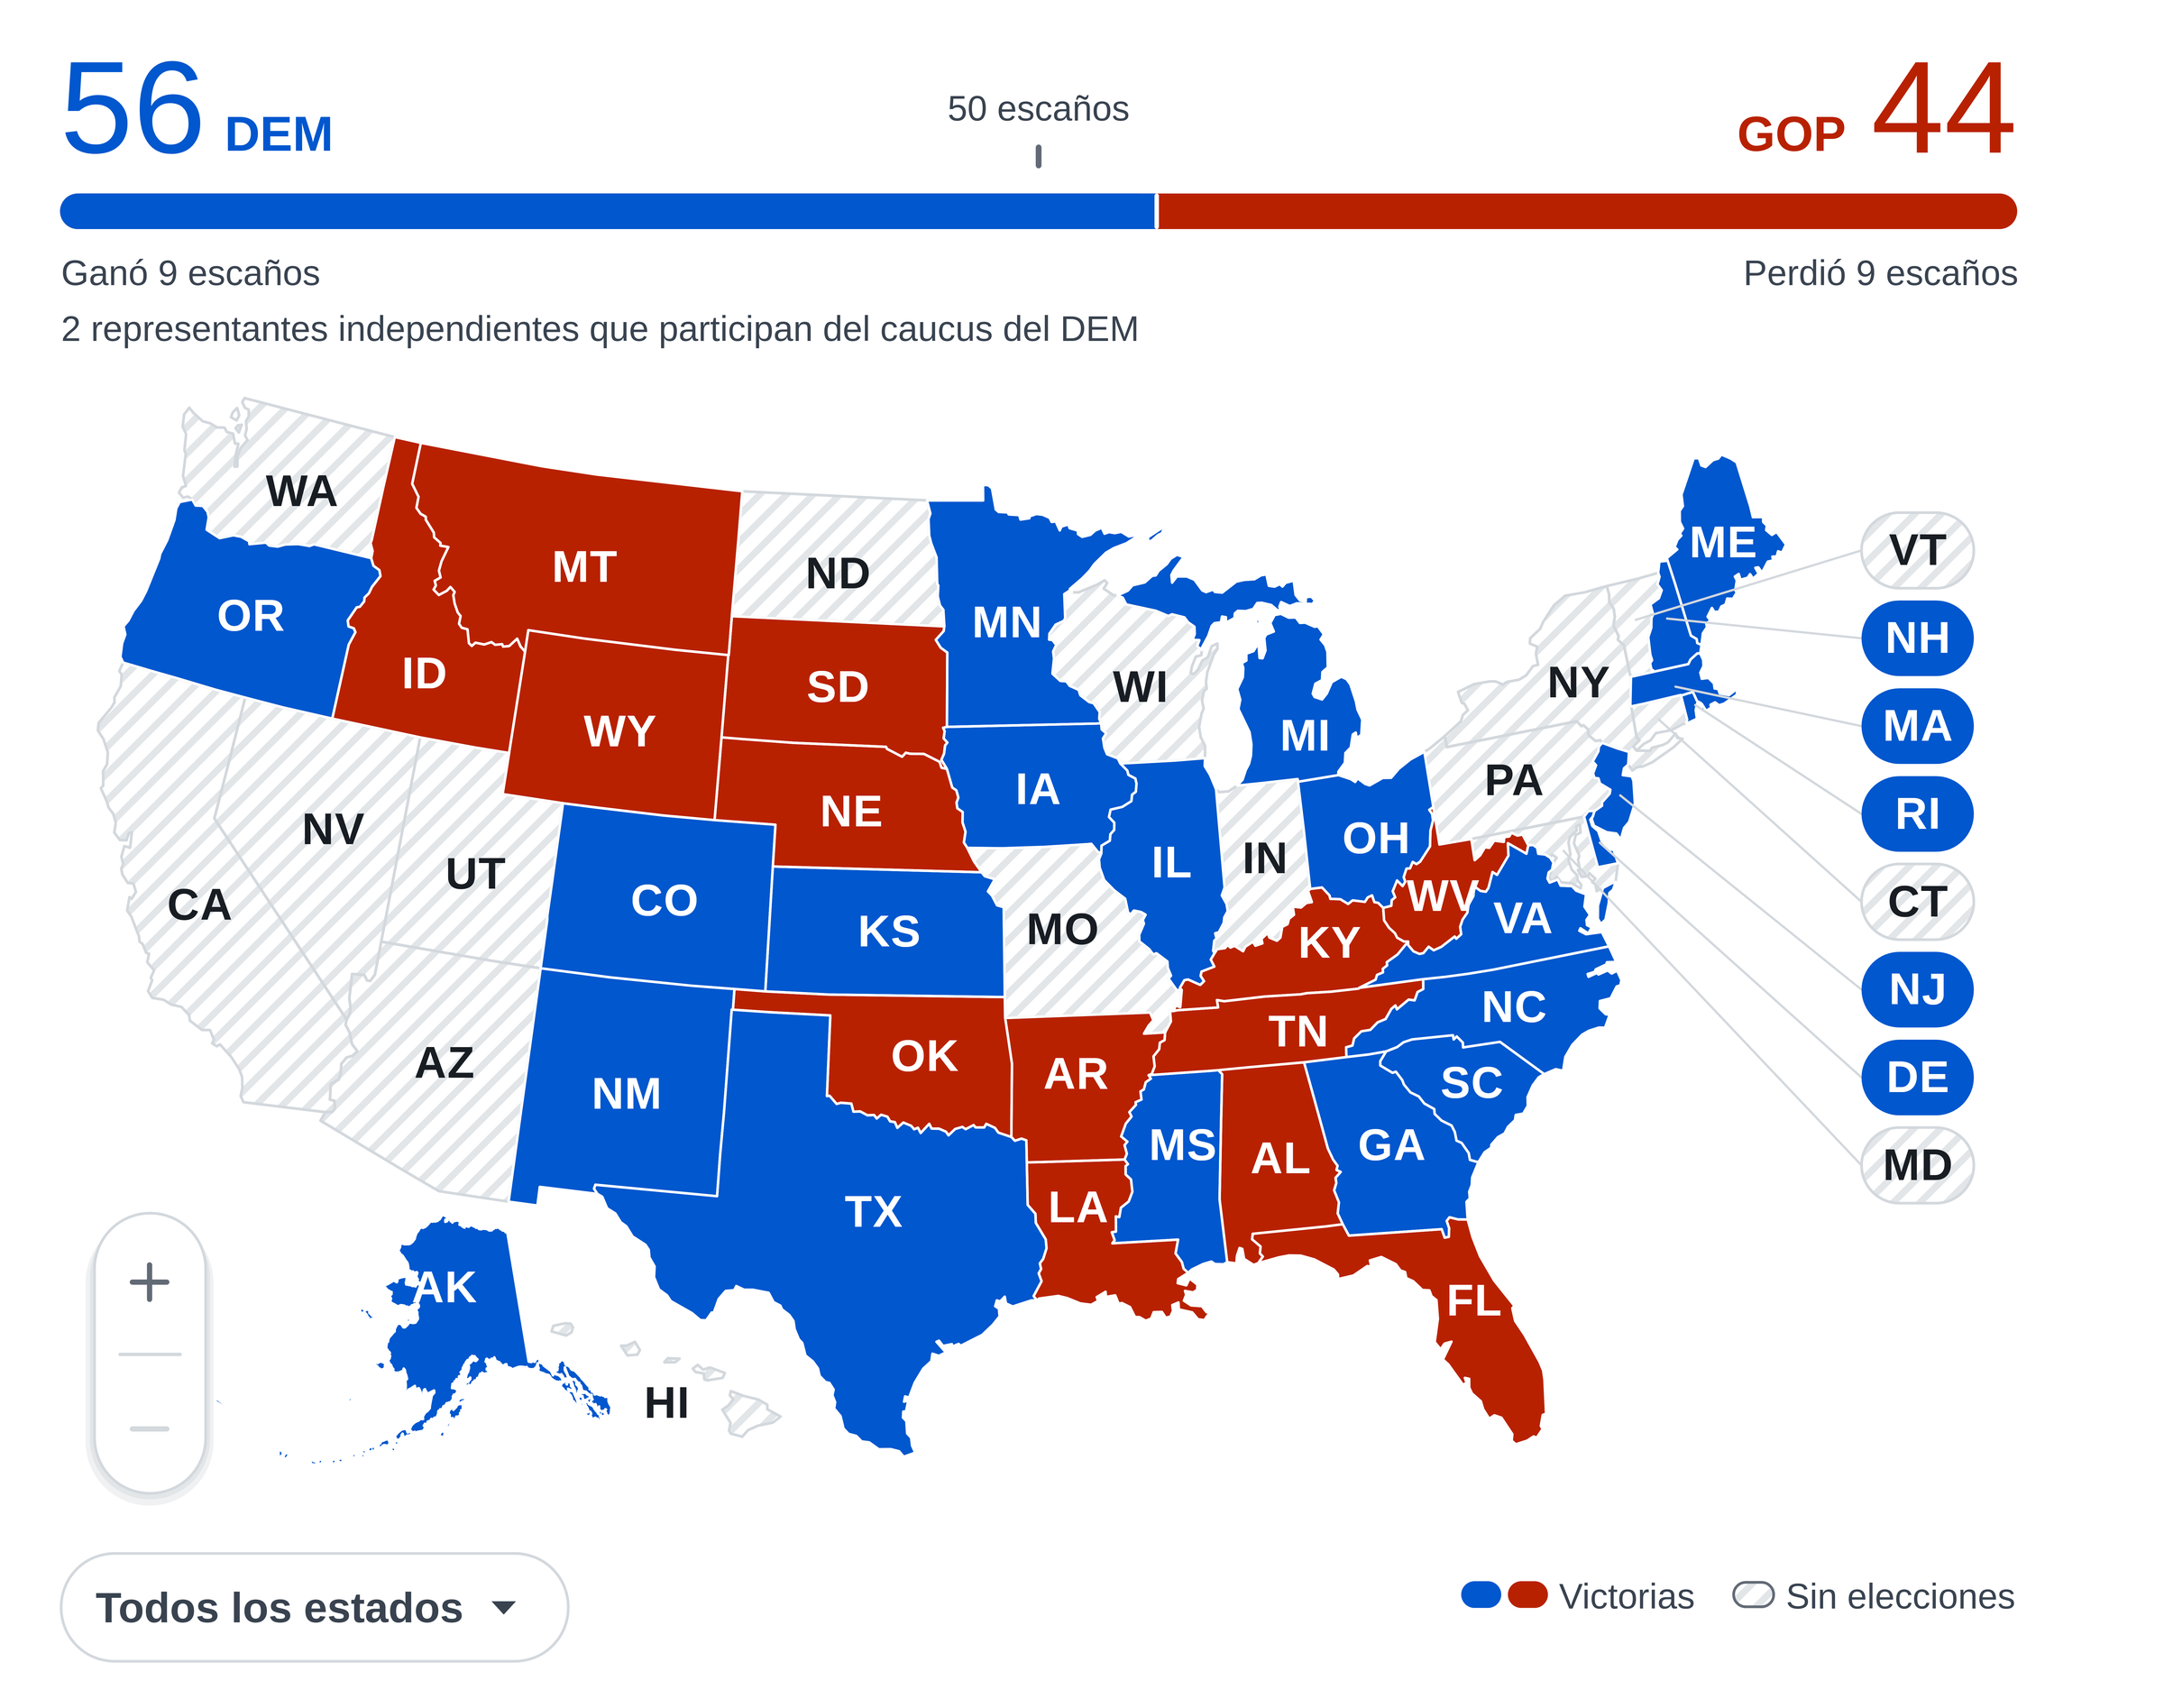 56 DEM
50 escaños
GOP 44
Ganó 9 escaños
Perdió 9 escaños
2 representantes independientes que participan del caucus del DEM
WA
MT
ND
MN
ME
VT
OR
ID
SD
WI
NY
NH
WY
MI
MA
NV
NE
IA
PA
RI
UT
CO
KS
MO
IL
IN
OH
WV
VA
CT
CA
KY
NJ
AZ
NM
OK
AR
TN
NC
SC
DE
MS
AL
GA
MD
TX
LA
AK
FL
HI
+
−
Todos los estados
Victorias
Sin elecciones